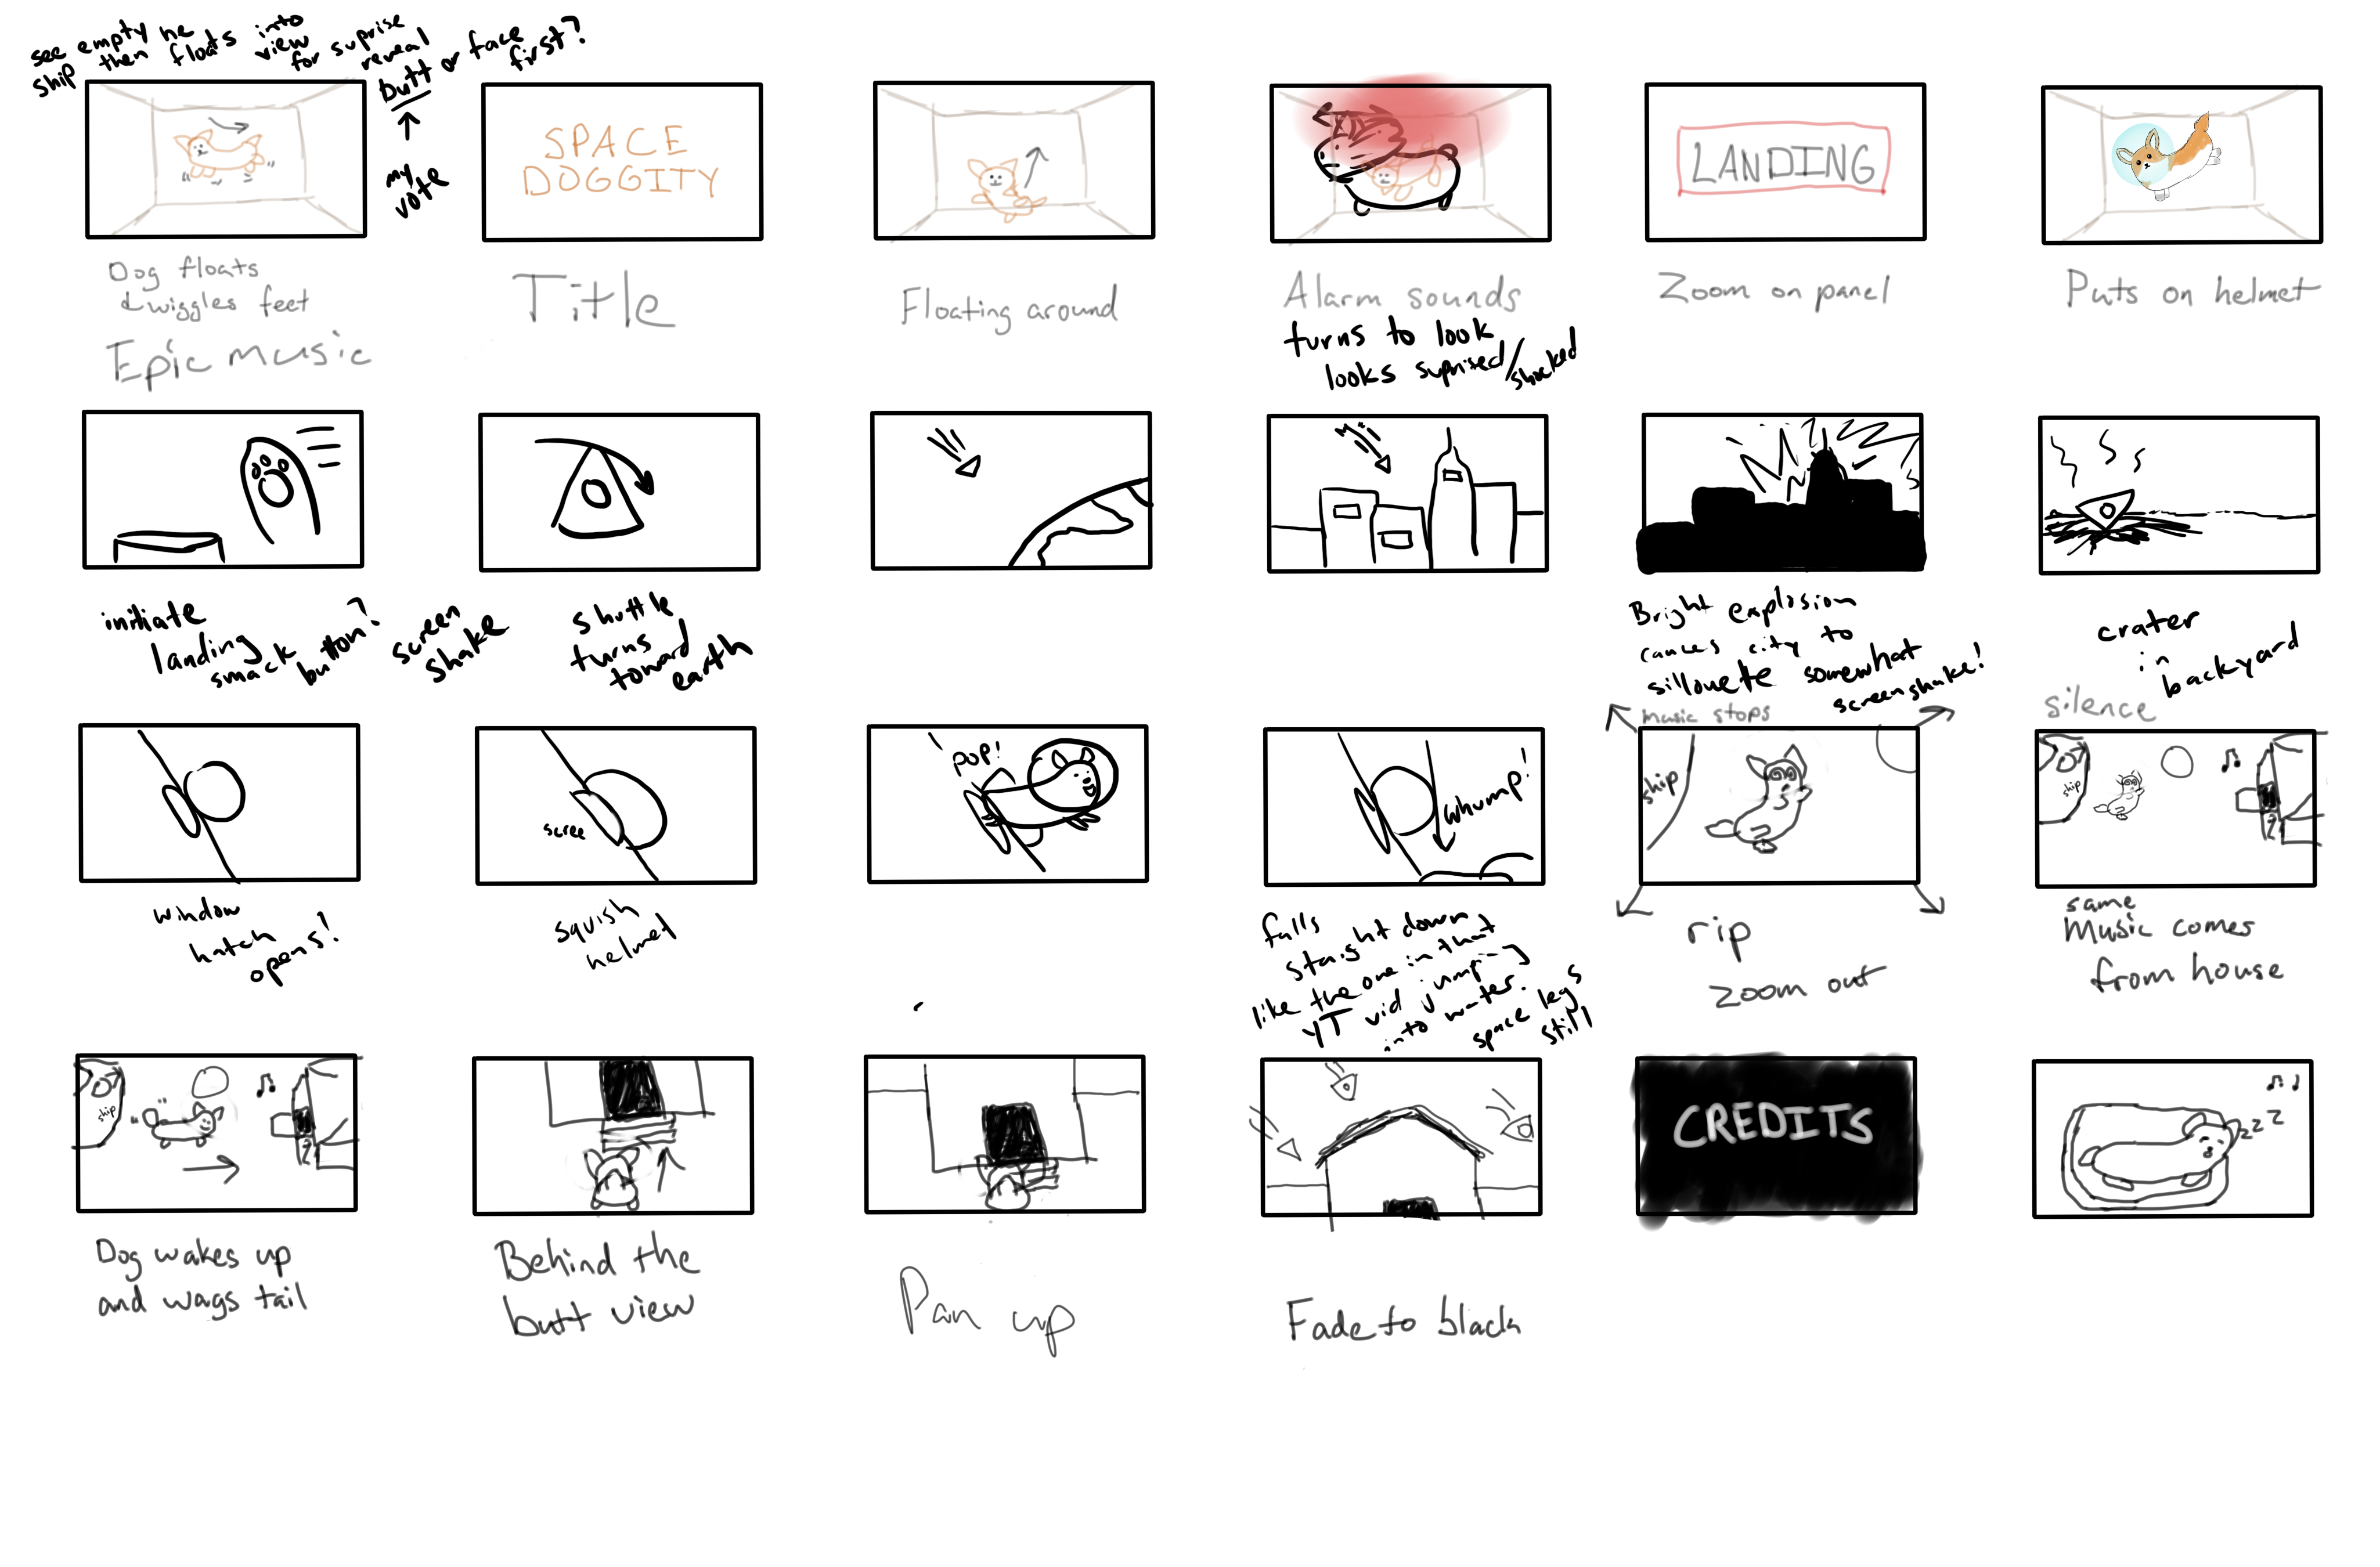 see empty he
ship then floats into
view
for suprise
reveal
butt or face
first?
my
vote
SPACE
DOGGITY
LANDING
Dog floats
& wiggles feet
Epic music
Title
Floating around
Alarm sounds
turns to look
looks suprised/
shocked
Zoom on panel
Puts on helmet
initiate
landing
smack button?
screen
shake
shuttle
turns
toward
earth
Bright explosion
causes city to
sillouete somewhat
screenshake!
music stops
crater
in
backyard
silence
scree
pop!
whump!
ship
ship
window
hatch
opens!
squish
helmet
falls
staight down
like the one in that
YT vid jumping
into water.
space legs
still
rip
zoom out
same
Music comes
from house
ship
CREDITS
zzz
Dog wakes up
and wags tail
Behind the
butt view
Pan up
Fade to black